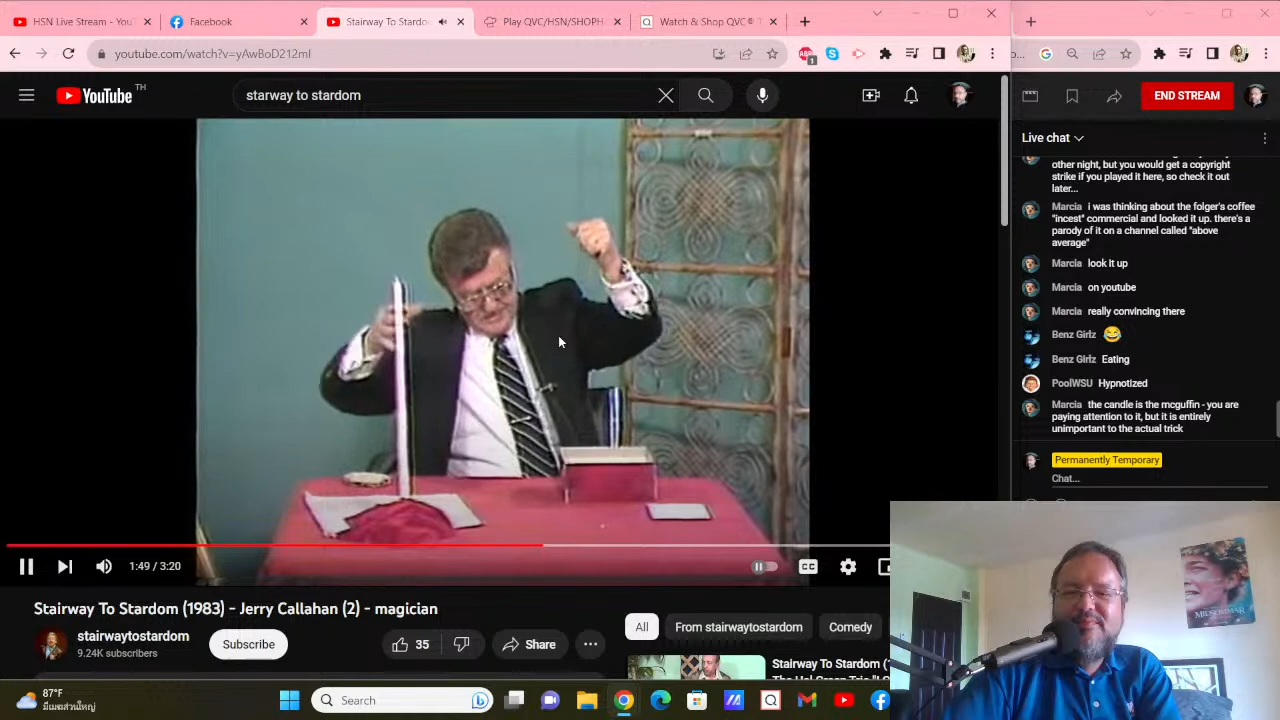 HSN Live Stream - YouT
Facebook
Stairway To Stardo
Play QVC/HSN/SHOPH
Watch & Shop QVC® T
youtube.com/watch?v=yAwBoD212mI
YouTube TH
starway to stardom
END STREAM
Live chat
other night, but you would get a copyright
strike if you played it here, so check it out
later...
Marcia i was thinking about the folger's coffee
"incest" commercial and looked it up. there's a
parody of it on a channel called "above
average"
Marcia look it up
Marcia on youtube
Marcia really convincing there
Benz Girlz 😂
Benz Girlz Eating
PoolWSU Hypnotized
Marcia the candle is the mcguffin - you are
paying attention to it, but it is entirely
unimportant to the actual trick
Permanently Temporary
Chat...
1:49 / 3:20
CC
Stairway To Stardom (1983) - Jerry Callahan (2) - magician
stairwaytostardom
9.24K subscribers
Subscribe
35
Share
All
From stairwaytostardom
Comedy
Stairway To Stardom (1
MIDSOMMAR
87°F
Search